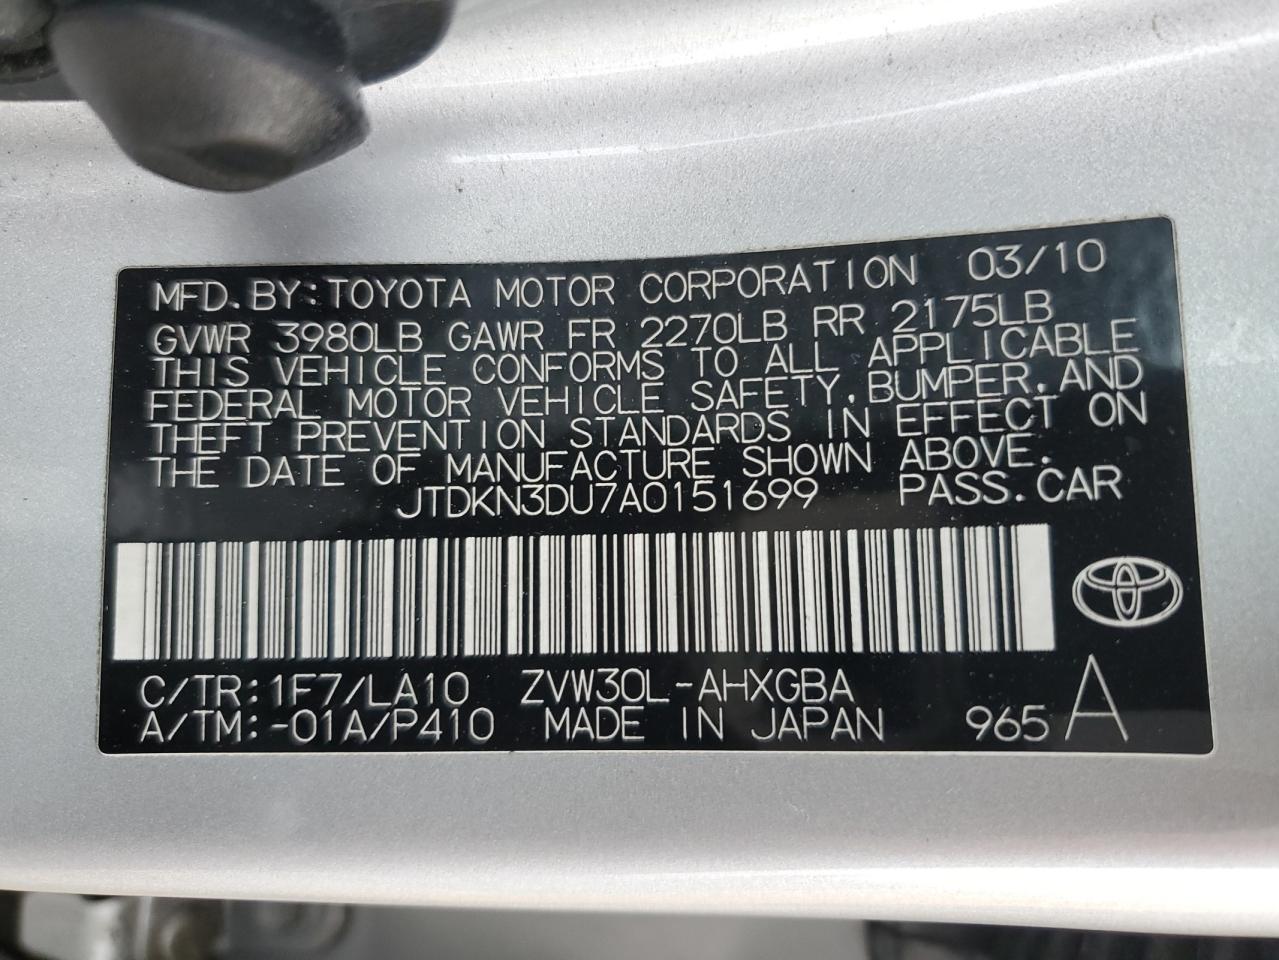 MFD.BY:TOYOTA MOTOR CORPORATION 03/10
GVWR 3980LB GAWR FR 2270LB RR 2175LB
THIS VEHICLE CONFORMS TO ALL APPLICABLE
FEDERAL MOTOR VEHICLE SAFETY,BUMPER,AND
THEFT PREVENTION STANDARDS IN EFFECT ON
THE DATE OF MANUFACTURE SHOWN ABOVE.
JTDKN3DU7A0151699 PASS.CAR
C/TR:1F7/LA10 ZVW30L-AHXGBA
A/TM:-01A/P410 MADE IN JAPAN 965 A